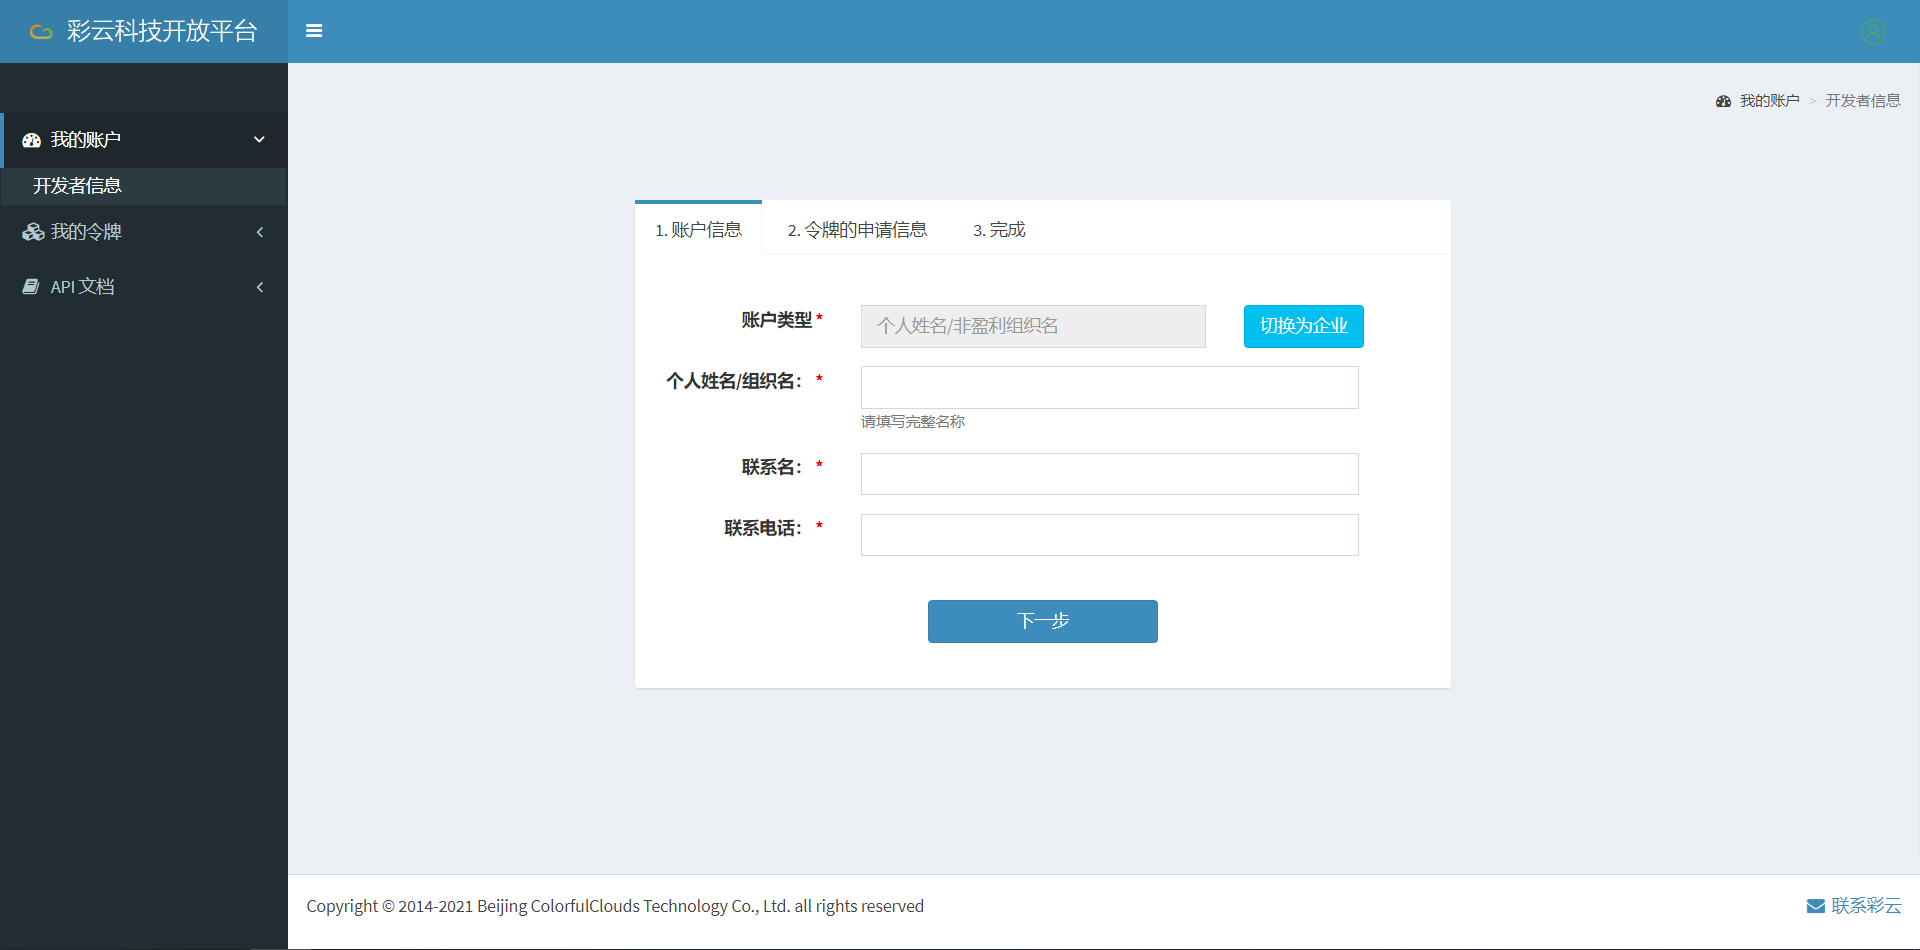 彩云科技开放平台
我的账户
开发者信息
我的令牌
API 文档
我的账户 > 开发者信息
1. 账户信息 2. 令牌的申请信息 3. 完成
账户类型 * 个人姓名/非盈利组织名 切换为企业
个人姓名/组织名： *
请填写完整名称
联系名： *
联系电话： *
下一步
Copyright © 2014-2021 Beijing ColorfulClouds Technology Co., Ltd. all rights reserved
联系彩云